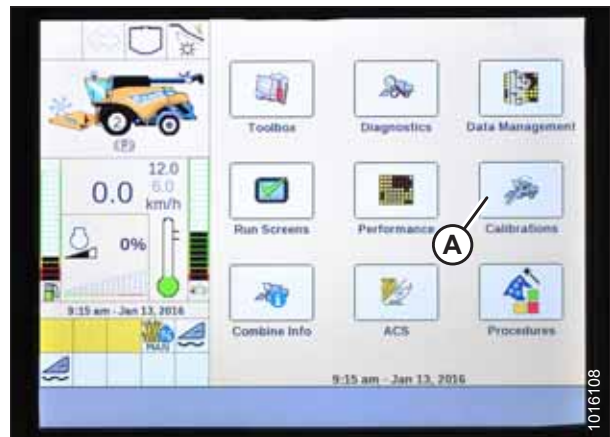 2
(P)
12.0
6.0
0.0 km/h
0%
9:15 am - Jan 13, 2016
MAN
Toolbox
Diagnostics
Data Management
Run Screens
Performance
Calibrations
A
Combine Info
ACS
Procedures
9:15 am - Jan 13, 2016
1016108